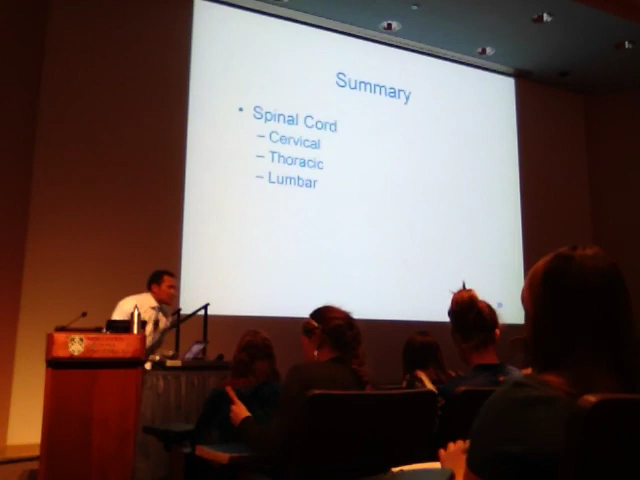 Summary
• Spinal Cord
– Cervical
– Thoracic
– Lumbar